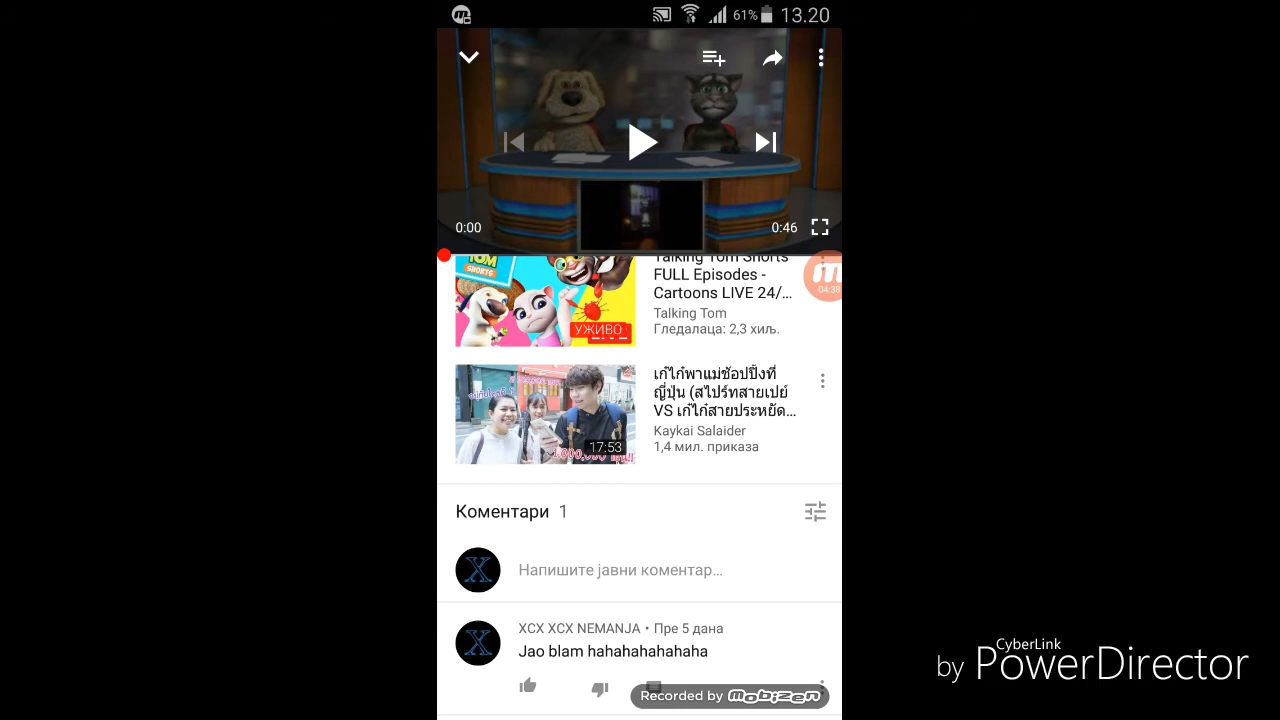 61% 13.20
0:00
0:46
TOM
SHORTS
УЖИВО
Talking Tom Shorts
FULL Episodes -
Cartoons LIVE 24/...
Talking Tom
Гледалаца: 2,3 хиљ.
04:38
17:53
เก๋ไก๋พาแม่ช้อปปิ้งที่
ญี่ปุ่น (สไปร์ทสายเปย์
VS เก๋ไก๋สายประหยัด...
Kaykai Salaider
1,4 мил. приказа
Коментари 1
Напишите јавни коментар...
XCX XCX NEMANJA • Пре 5 дана
Jao blam hahahahahahaha
Recorded by mobizen
CyberLink
by PowerDirector